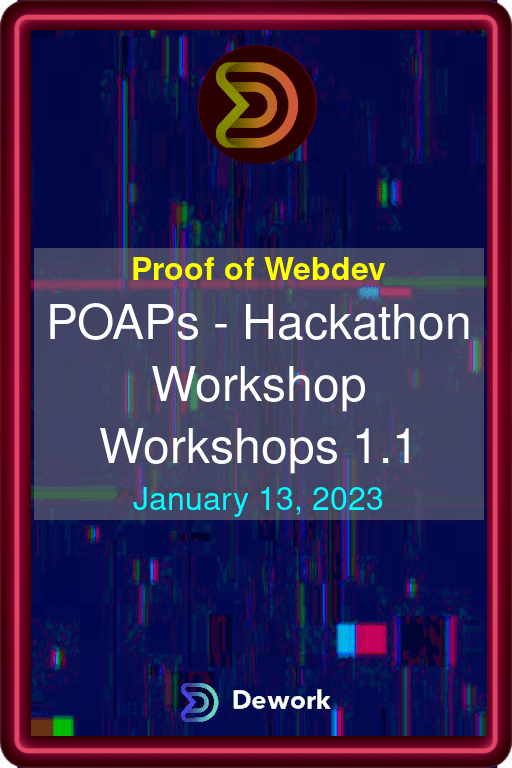 Proof of Webdev
POAPs - Hackathon
Workshop
Workshops 1.1
January 13, 2023
Dework